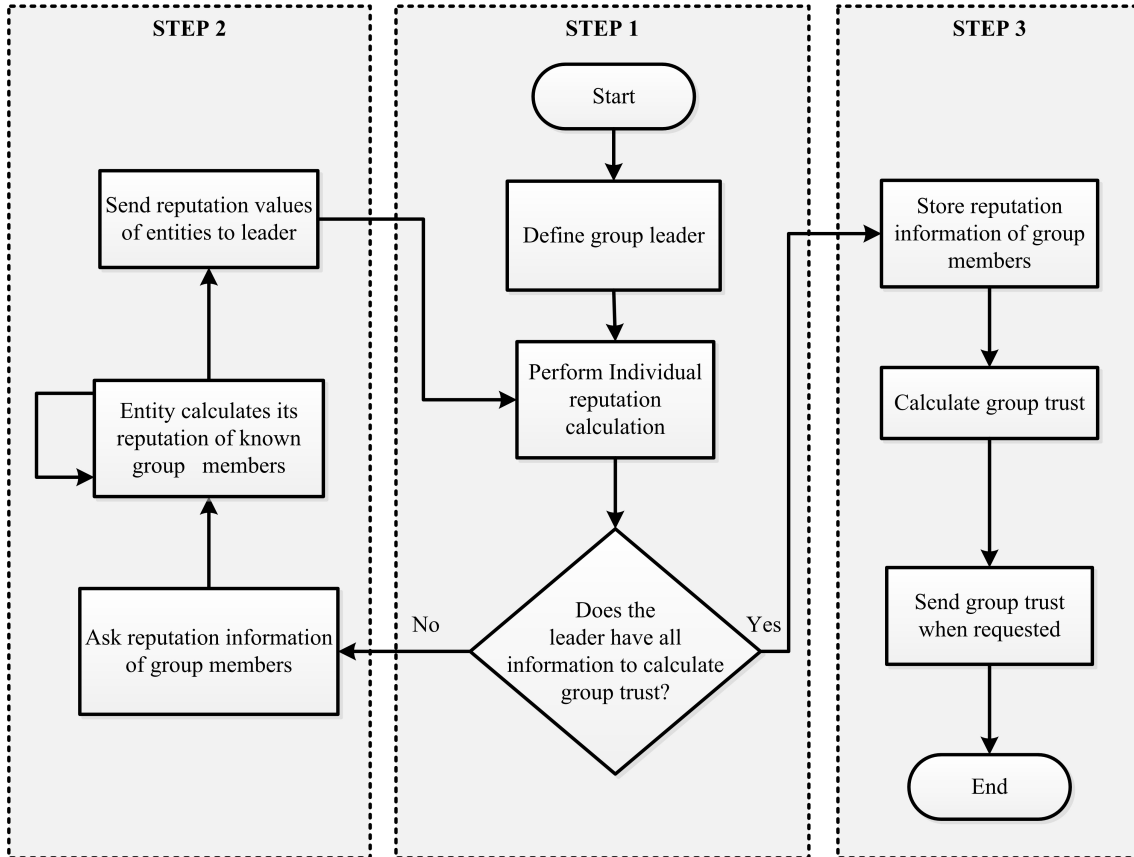 STEP 2
Send reputation values
of entities to leader
Entity calculates its
reputation of known
group members
Ask reputation information
of group members
STEP 1
Start
Define group leader
Perform Individual
reputation
calculation
Does the
leader have all
information to calculate
group trust?
No
Yes
STEP 3
Store reputation
information of group
members
Calculate group trust
Send group trust
when requested
End